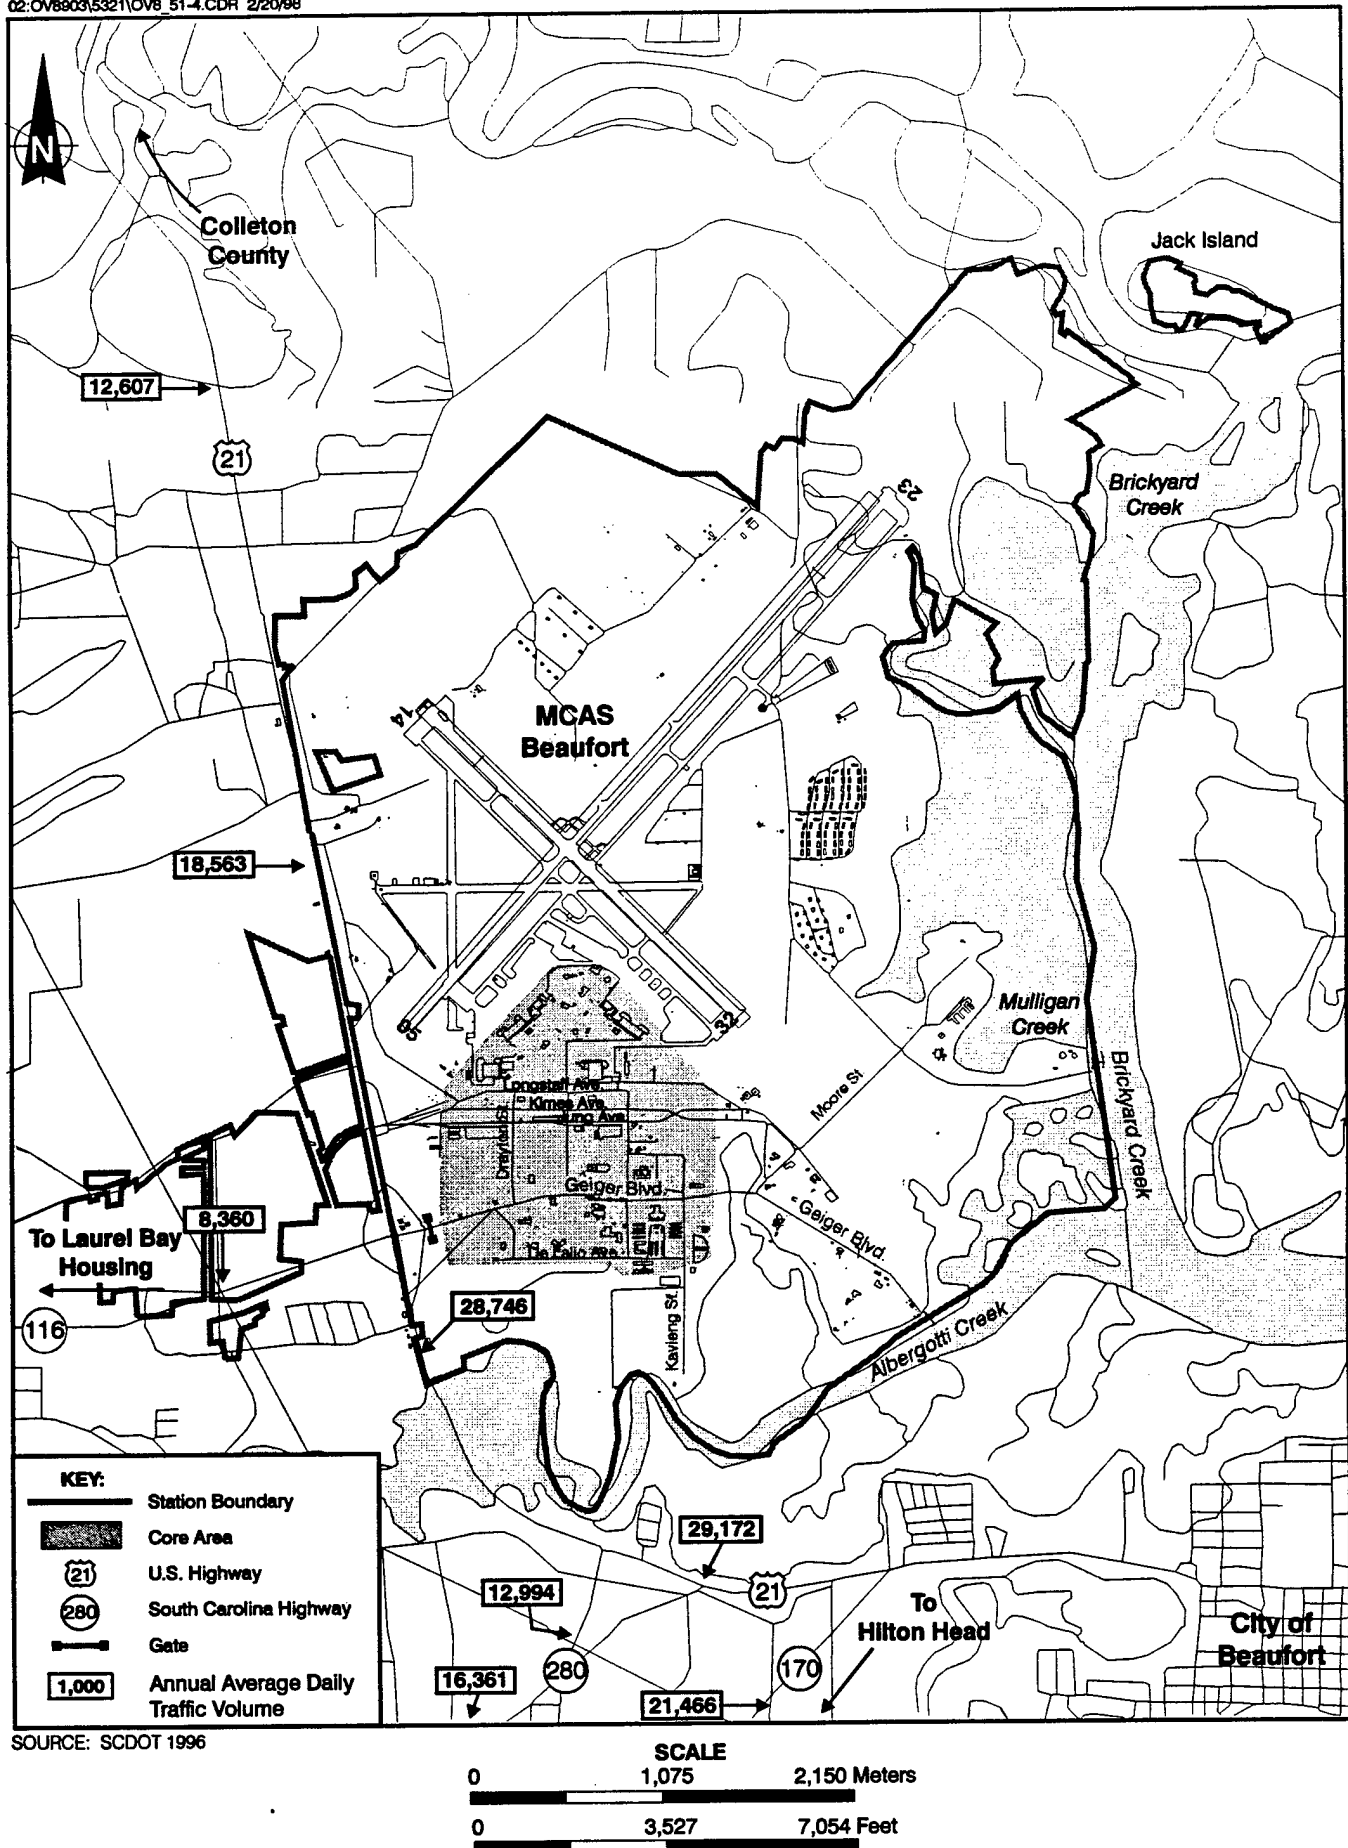 02:OV8903\5321\OV8_51-4.CDR 2/20/98
N
Colleton
County
Jack Island
12,607
21
Brickyard
Creek
23
14
MCAS
Beaufort
18,563
Mulligan
Creek
05
32
Longstaff Ave.
Kimes Ave.
Drayton St.
Moore St
Brickyard Creek
Geiger Blvd.
Geiger Blvd.
8,360
To Laurel Bay
Housing
116
28,746
Kavieng St.
Albergotti Creek
KEY:
Station Boundary
Core Area
21
U.S. Highway
280
South Carolina Highway
Gate
1,000
Annual Average Daily
Traffic Volume
29,172
21
12,994
280
16,361
21,466
170
To
Hilton Head
City of
Beaufort
SOURCE: SCDOT 1996
SCALE
0 1,075 2,150 Meters
0 3,527 7,054 Feet